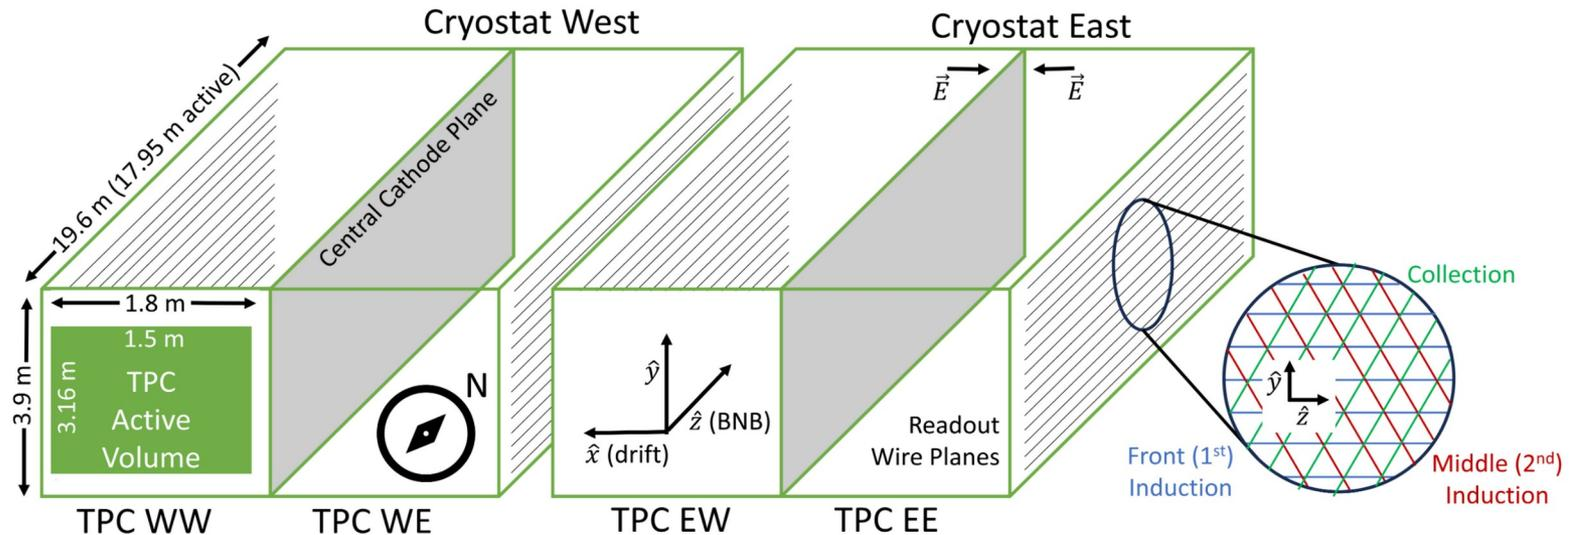 Cryostat West
Cryostat East
19.6 m (17.95 m active)
Central Cathode Plane
E⃗
E⃗
1.8 m
1.5 m
3.9 m
3.16 m
TPC
Active
Volume
N
ŷ
ẑ (BNB)
x̂ (drift)
Readout
Wire Planes
Collection
ŷ
ẑ
Front (1st)
Induction
Middle (2nd)
Induction
TPC WW
TPC WE
TPC EW
TPC EE